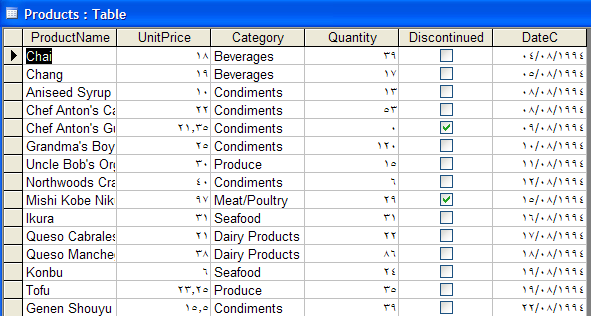 Products : Table
ProductName UnitPrice Category Quantity Discontinued DateC
Chai ١٨ Beverages ٣٩ ٠٤/٠٨/١٩٩٤
Chang ١٩ Beverages ١٧ ٠٥/٠٨/١٩٩٤
Aniseed Syrup ١٠ Condiments ١٣ ٠٨/٠٨/١٩٩٤
Chef Anton's Ca ٢٢ Condiments ٥٣ ٠٨/٠٨/١٩٩٤
Chef Anton's Gu ٢١,٣٥ Condiments ٠ ٠٩/٠٨/١٩٩٤
Grandma's Boy ٢٥ Condiments ١٢٠ ١٠/٠٨/١٩٩٤
Uncle Bob's Org ٣٠ Produce ١٥ ١١/٠٨/١٩٩٤
Northwoods Cra ٤٠ Condiments ٦ ١٢/٠٨/١٩٩٤
Mishi Kobe Nik ٩٧ Meat/Poultry ٢٩ ١٥/٠٨/١٩٩٤
Ikura ٣١ Seafood ٣١ ١٦/٠٨/١٩٩٤
Queso Cabrales ٢١ Dairy Products ٢٢ ١٧/٠٨/١٩٩٤
Queso Manche ٣٨ Dairy Products ٨٦ ١٨/٠٨/١٩٩٤
Konbu ٦ Seafood ٢٤ ١٩/٠٨/١٩٩٤
Tofu ٢٣,٢٥ Produce ٣٥ ١٩/٠٨/١٩٩٤
Genen Shouyu ١٥,٥ Condiments ٣٩ ٢٢/٠٨/١٩٩٤